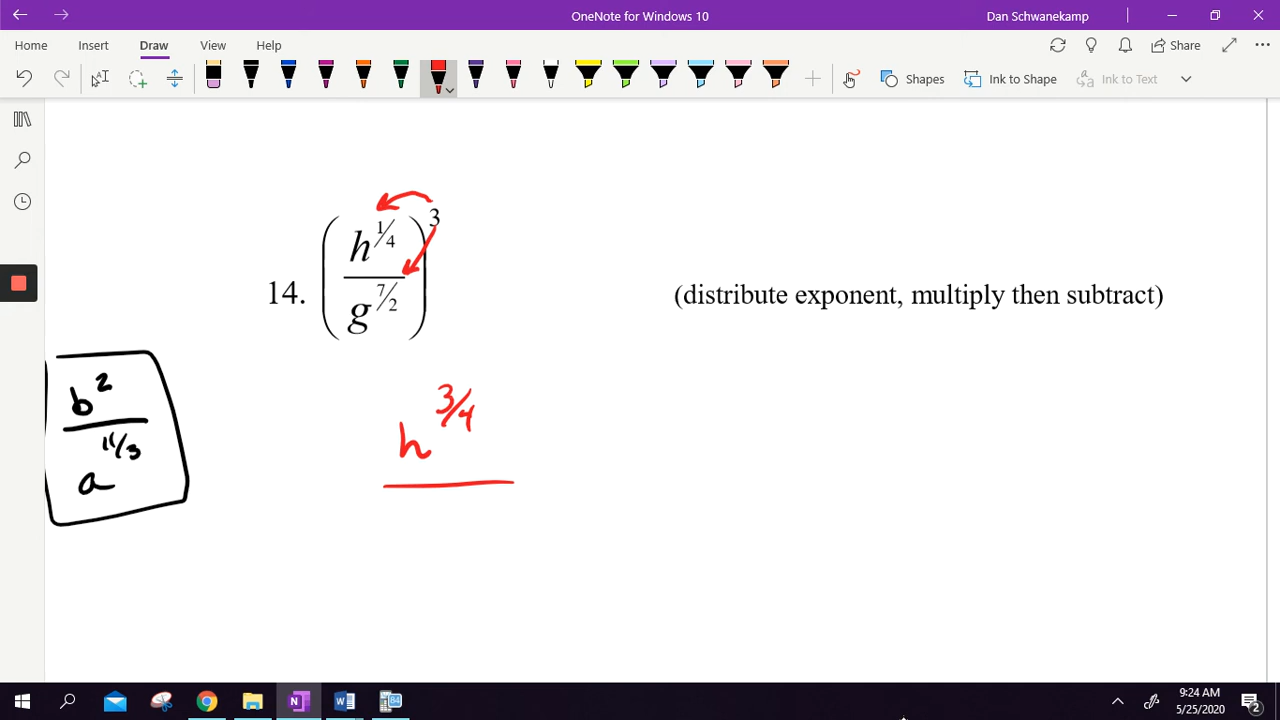 OneNote for Windows 10
Dan Schwanekamp
Home Insert Draw View Help
Share
Shapes Ink to Shape Ink to Text
14. (h^1/4 / g^7/2)^3
(distribute exponent, multiply then subtract)
b^2 / a^11/3
h^3/4
9:24 AM
5/25/2020
2